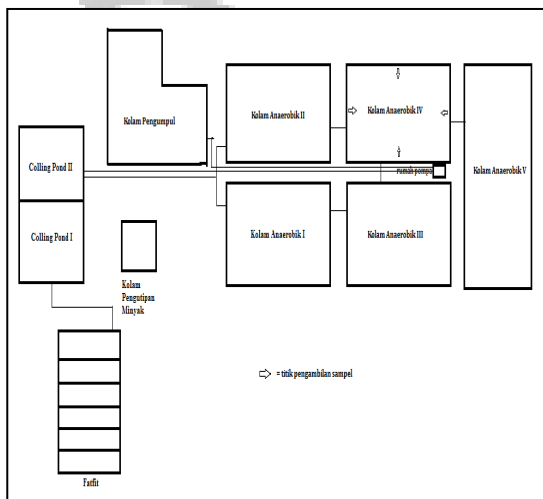 Kolam Pengumpul
Kolam Anaerobik II
Kolam Anaerobik IV
Kolam Anaerobik V
rumah pompa
Colling Pond II
Colling Pond I
Kolam Anaerobik I
Kolam Anaerobik III
Kolam
Pengutipan
Minyak
= titik pengambilan sampel
Fatfit